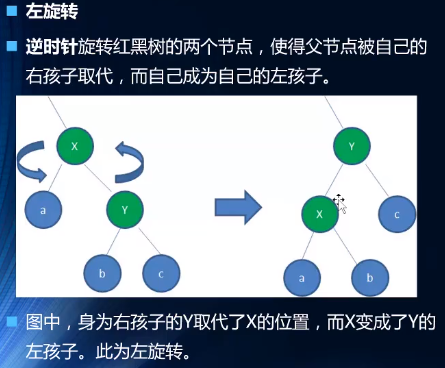 左旋转
逆时针旋转红黑树的两个节点，使得父节点被自己的
右孩子取代，而自己成为自己的左孩子。
X
Y
a
Y
X
c
b
c
a
b
图中，身为右孩子的Y取代了X的位置，而X变成了Y的
左孩子。此为左旋转。